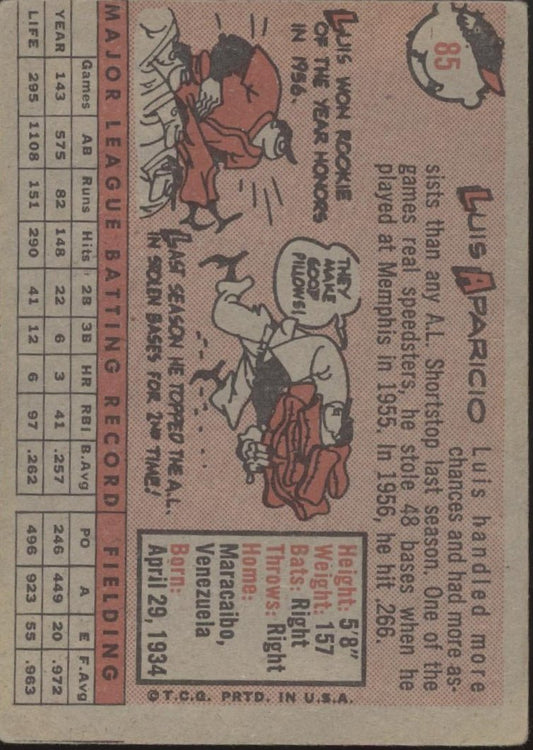 85
LUIS APARICIO Luis handled more
chances and had more as-
sists than any A.L. Shortstop last season. One of the
games real speedsters, he stole 48 bases when he
played at Memphis in 1955. In 1956, he hit .266.
LUIS WON ROOKIE
OF THE YEAR HONORS
IN 1956.
THEY
MAKE
GOOD
PILLOWS!
LAST SEASON HE TOPPED THE A.L.
IN STOLEN BASES FOR 2ND TIME!
Height: 5'8"
Weight: 157
Bats: Right
Throws: Right
Home:
Maracaibo,
Venezuela
Born:
April 29, 1934
©T.C.G. PRTD. IN U.S.A.
MAJOR LEAGUE BATTING RECORD FIELDING
Games AB Runs Hits 2B 3B HR RBI B.Avg PO A E F.Avg
YEAR 143 575 82 148 22 6 3 41 .257 246 449 20 .972
LIFE 295 1108 151 290 41 12 6 97 .262 496 923 55 .963